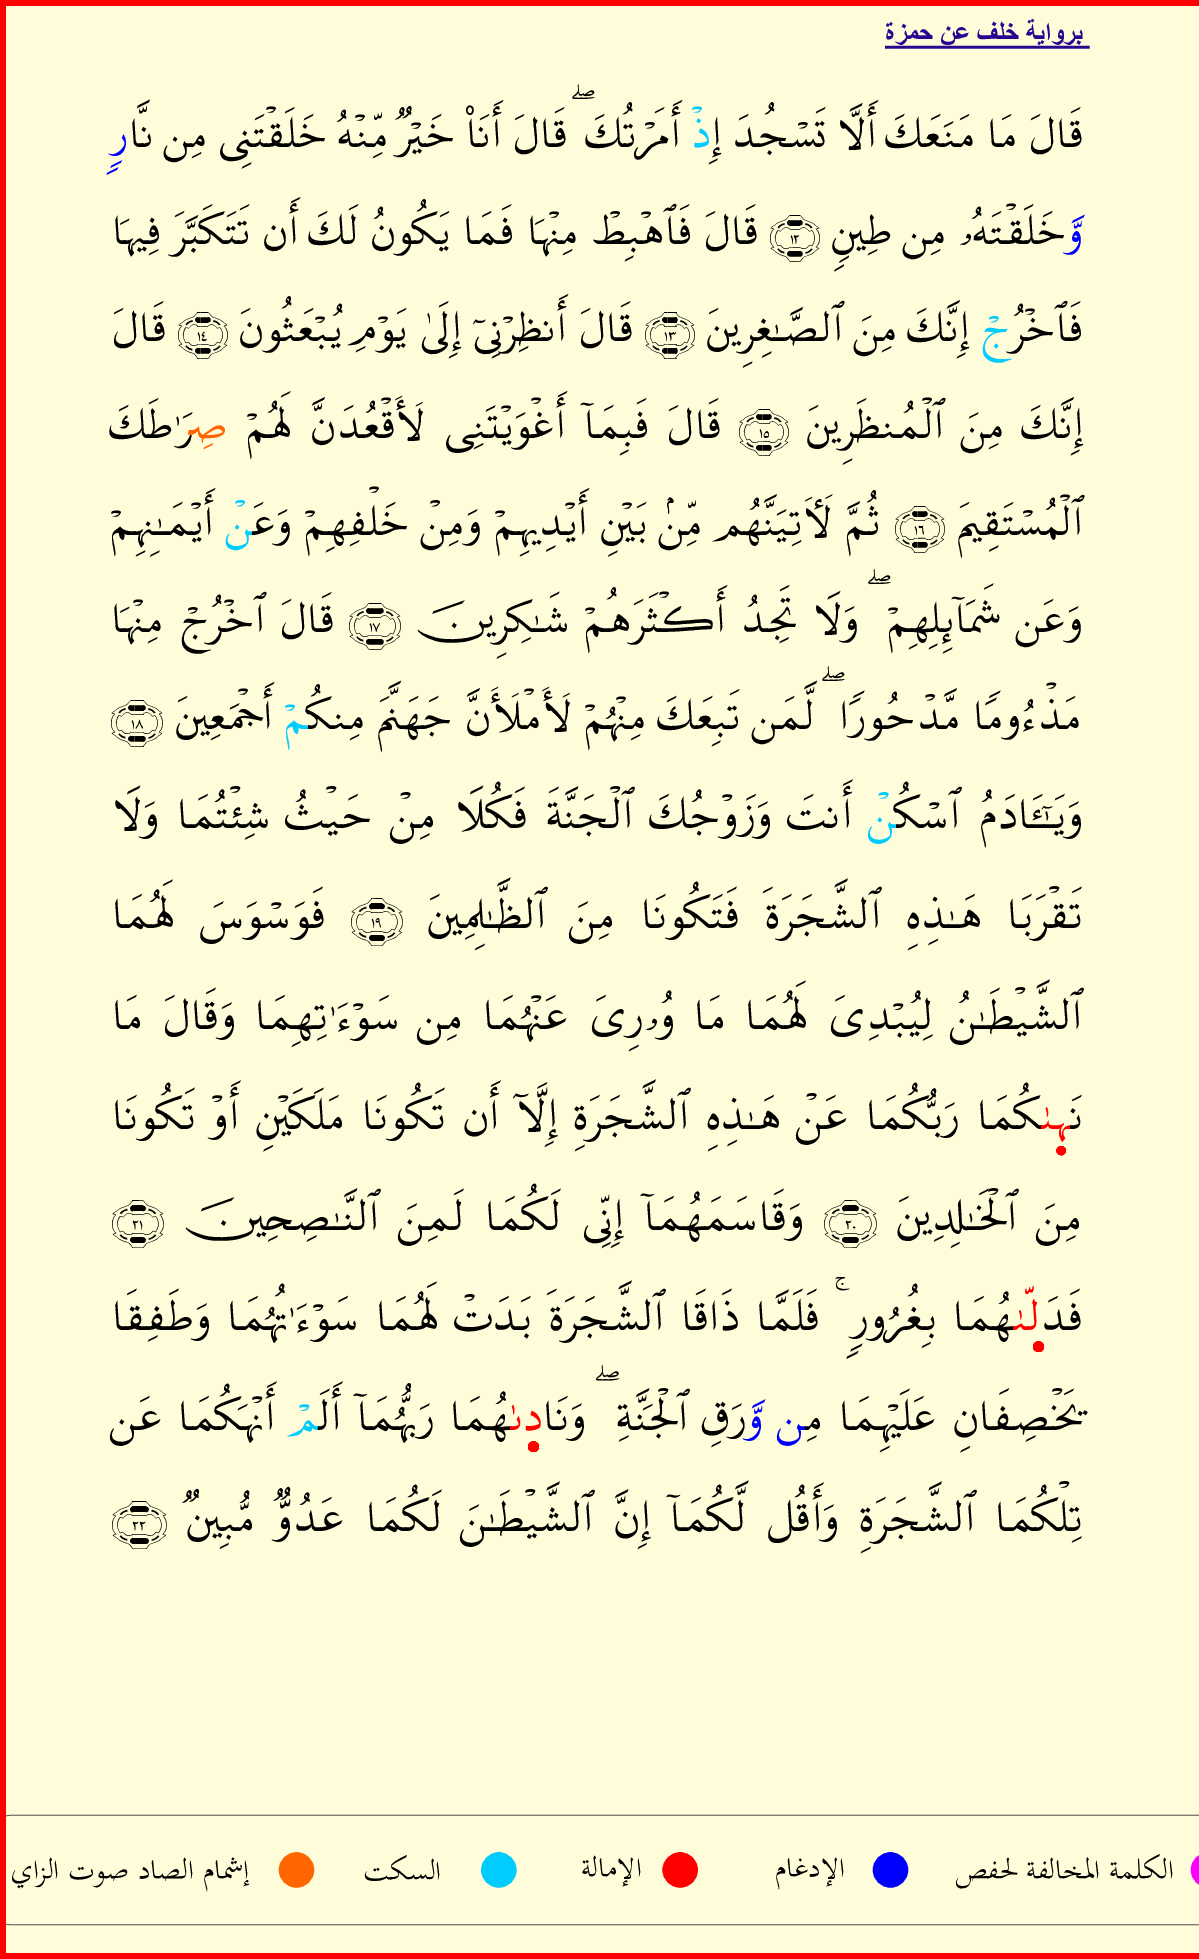 برواية خلف عن حمزة
قَالَ مَا مَنَعَكَ أَلَّا تَسْجُدَ إِذْ أَمَرْتُكَ ۖ قَالَ أَنَا۠ خَيْرٌ مِّنْهُ خَلَقْتَنِى مِن نَّارٍ
وَّخَلَقْتَهُۥ مِن طِينٍ ١٢ قَالَ فَٱهْبِطْ مِنْهَا فَمَا يَكُونُ لَكَ أَن تَتَكَبَّرَ فِيهَا
فَٱخْرُجْ إِنَّكَ مِنَ ٱلصَّـٰغِرِينَ ١٣ قَالَ أَنظِرْنِىٓ إِلَىٰ يَوْمِ يُبْعَثُونَ ١٤ قَالَ
إِنَّكَ مِنَ ٱلْمُنظَرِينَ ١٥ قَالَ فَبِمَآ أَغْوَيْتَنِى لَأَقْعُدَنَّ لَهُمْ صِرَٰطَكَ
ٱلْمُسْتَقِيمَ ١٦ ثُمَّ لَـَٔاتِيَنَّهُم مِّنۢ بَيْنِ أَيْدِيهِمْ وَمِنْ خَلْفِهِمْ وَعَنْ أَيْمَـٰنِهِمْ
وَعَن شَمَآئِلِهِمْ ۖ وَلَا تَجِدُ أَكْثَرَهُمْ شَـٰكِرِينَ ١٧ قَالَ ٱخْرُجْ مِنْهَا
مَذْءُومًا مَّدْحُورًا ۖ لَّمَن تَبِعَكَ مِنْهُمْ لَأَمْلَأَنَّ جَهَنَّمَ مِنكُمْ أَجْمَعِينَ ١٨
وَيَـٰٓـَٔادَمُ ٱسْكُنْ أَنتَ وَزَوْجُكَ ٱلْجَنَّةَ فَكُلَا مِنْ حَيْثُ شِئْتُمَا وَلَا
تَقْرَبَا هَـٰذِهِ ٱلشَّجَرَةَ فَتَكُونَا مِنَ ٱلظَّـٰلِمِينَ ١٩ فَوَسْوَسَ لَهُمَا
ٱلشَّيْطَـٰنُ لِيُبْدِىَ لَهُمَا مَا وُۥرِىَ عَنْهُمَا مِن سَوْءَٰتِهِمَا وَقَالَ مَا
نَهَىٰكُمَا رَبُّكُمَا عَنْ هَـٰذِهِ ٱلشَّجَرَةِ إِلَّآ أَن تَكُونَا مَلَكَيْنِ أَوْ تَكُونَا
مِنَ ٱلْخَـٰلِدِينَ ٢٠ وَقَاسَمَهُمَآ إِنِّى لَكُمَا لَمِنَ ٱلنَّـٰصِحِينَ ٢١
فَدَلَّىٰهُمَا بِغُرُورٍ ۚ فَلَمَّا ذَاقَا ٱلشَّجَرَةَ بَدَتْ لَهُمَا سَوْءَٰتُهُمَا وَطَفِقَا
يَخْصِفَانِ عَلَيْهِمَا مِن وَّرَقِ ٱلْجَنَّةِ ۖ وَنَادَىٰهُمَا رَبُّهُمَآ أَلَمْ أَنْهَكُمَا عَن
تِلْكُمَا ٱلشَّجَرَةِ وَأَقُل لَّكُمَآ إِنَّ ٱلشَّيْطَـٰنَ لَكُمَا عَدُوٌّ مُّبِينٌ ٢٢
الكلمة المخالفة لحفص الإدغام الإمالة السكت إشمام الصاد صوت الزاي